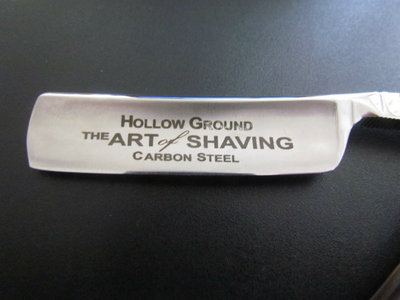 HOLLOW GROUND
THE ART of SHAVING
CARBON STEEL